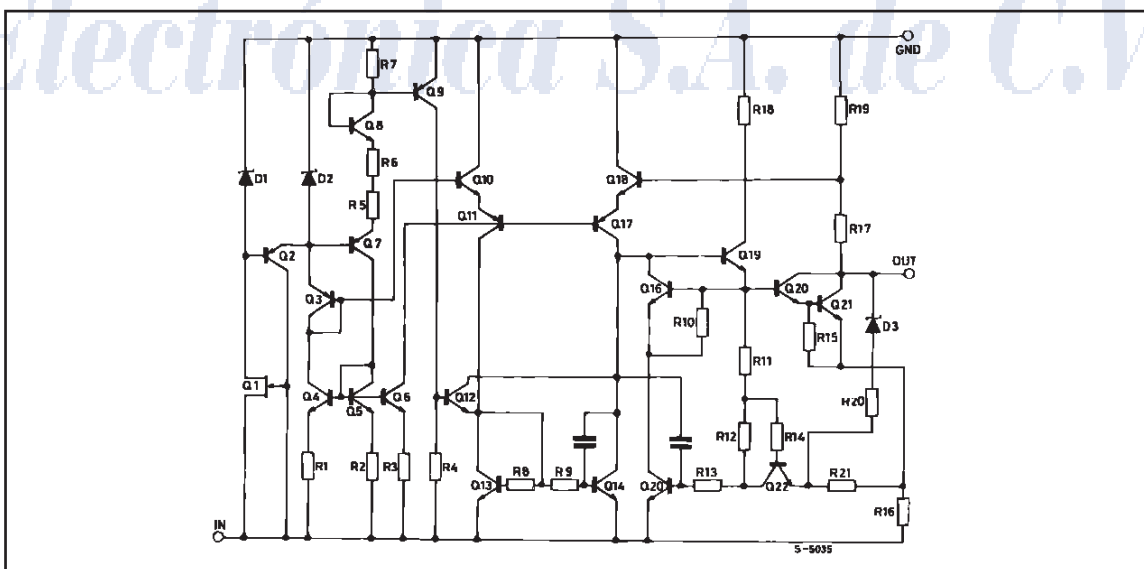 Electrónica S.A. de C.V
GND
R7
Q9
Q8
R18
R19
R6
D1
D2
Q10
Q18
R5
Q11
Q17
R17
Q2
Q7
Q19
OUT
Q3
Q16
Q20
Q21
R10
R15
D3
R11
Q1
Q4
Q5
Q6
Q12
R20
R12
R14
R1
R2
R3
R4
R8
R9
R13
Q13
Q14
Q20
Q22
R21
R16
IN
S-5035